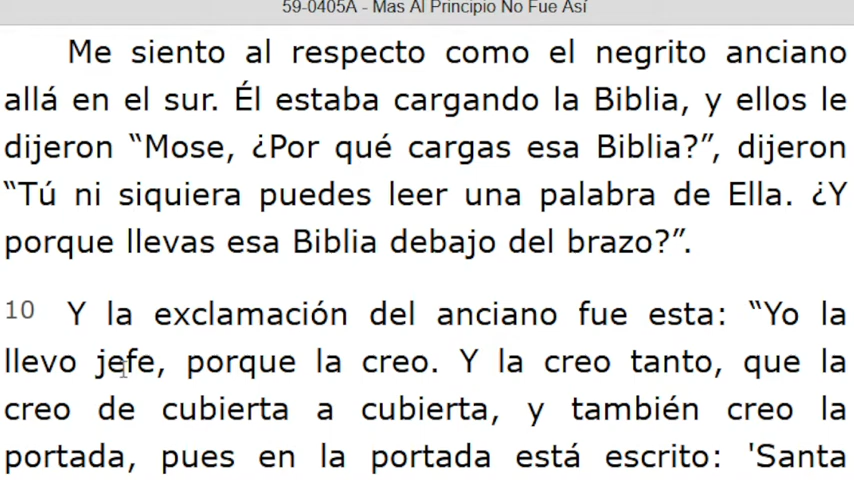 59-0405A - Mas Al Principio No Fue Así
Me siento al respecto como el negrito anciano
allá en el sur. Él estaba cargando la Biblia, y ellos le
dijeron “Mose, ¿Por qué cargas esa Biblia?”, dijeron
“Tú ni siquiera puedes leer una palabra de Ella. ¿Y
porque llevas esa Biblia debajo del brazo?”.
10 Y la exclamación del anciano fue esta: “Yo la
llevo jefe, porque la creo. Y la creo tanto, que la
creo de cubierta a cubierta, y también creo la
portada, pues en la portada está escrito: 'Santa